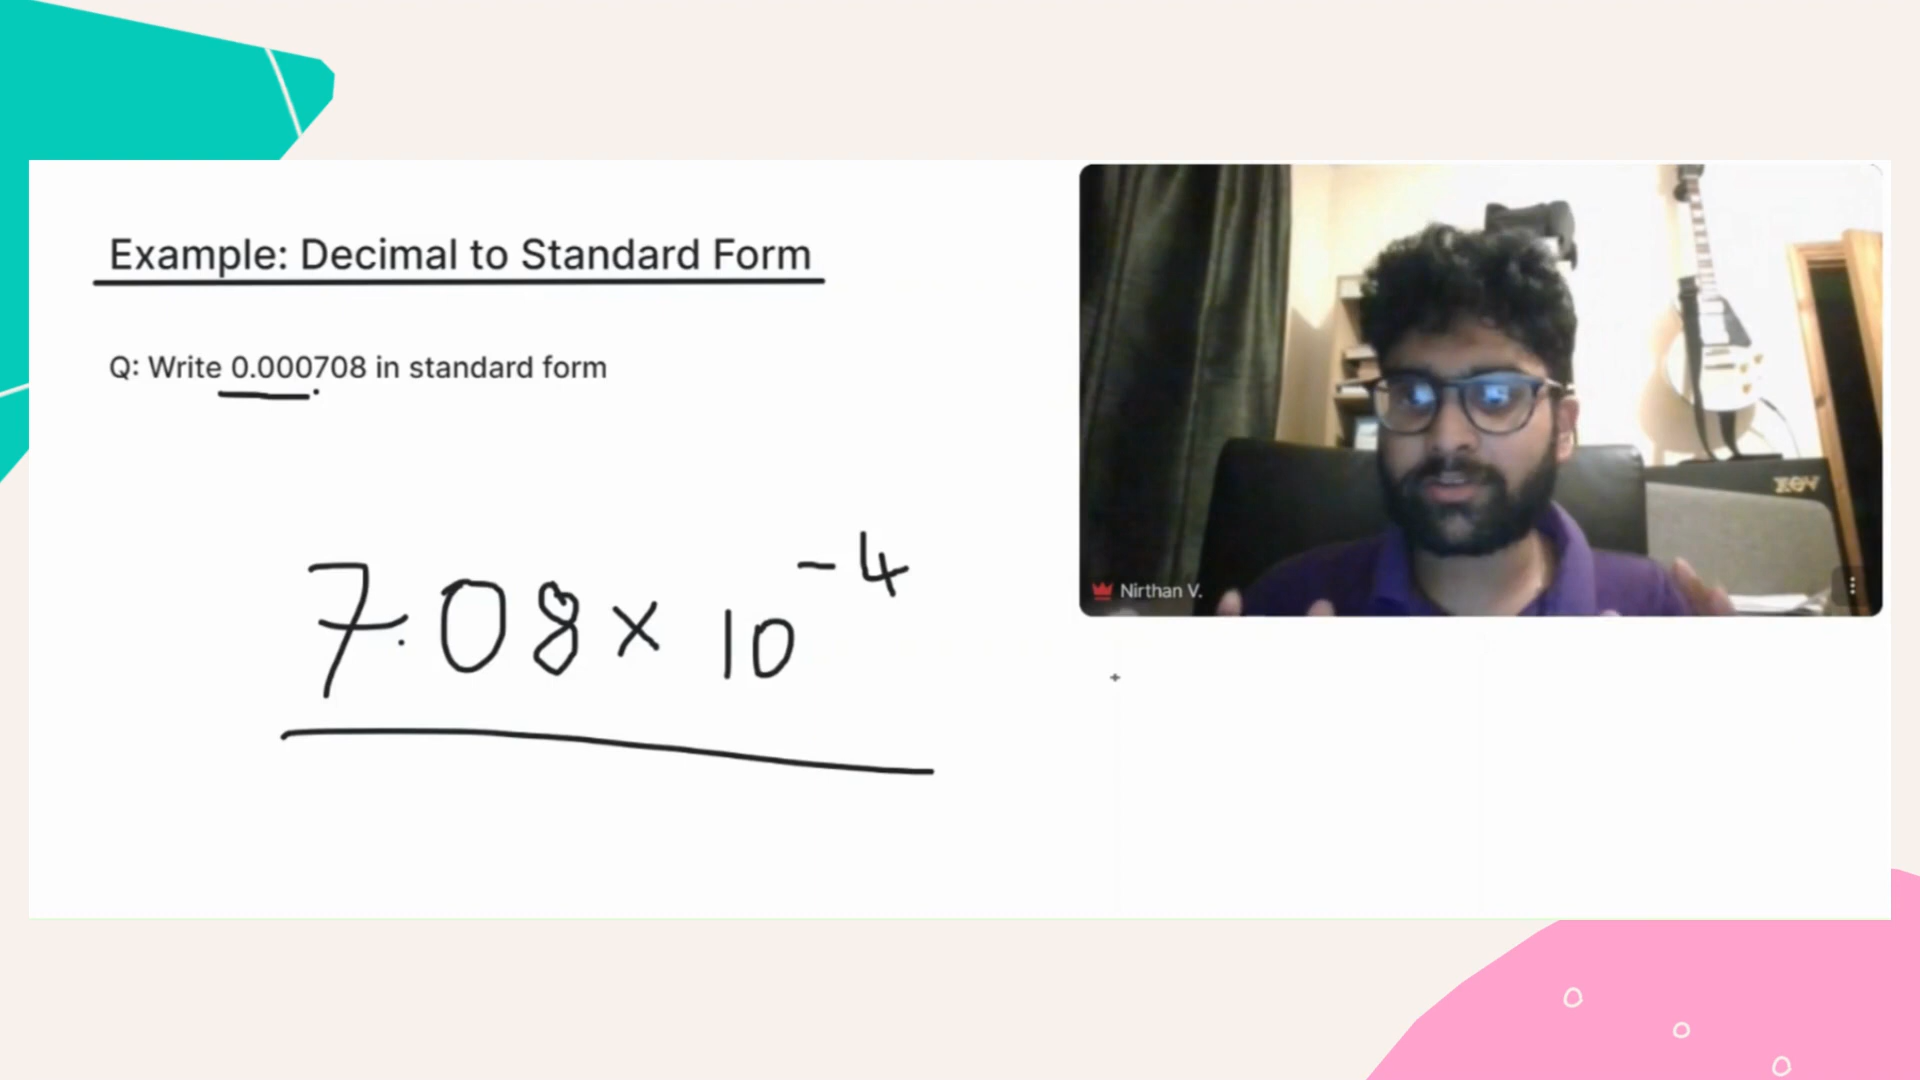 Example: Decimal to Standard Form
Q: Write 0.000708 in standard form
7.08 x 10⁻⁴
Nirthan V.